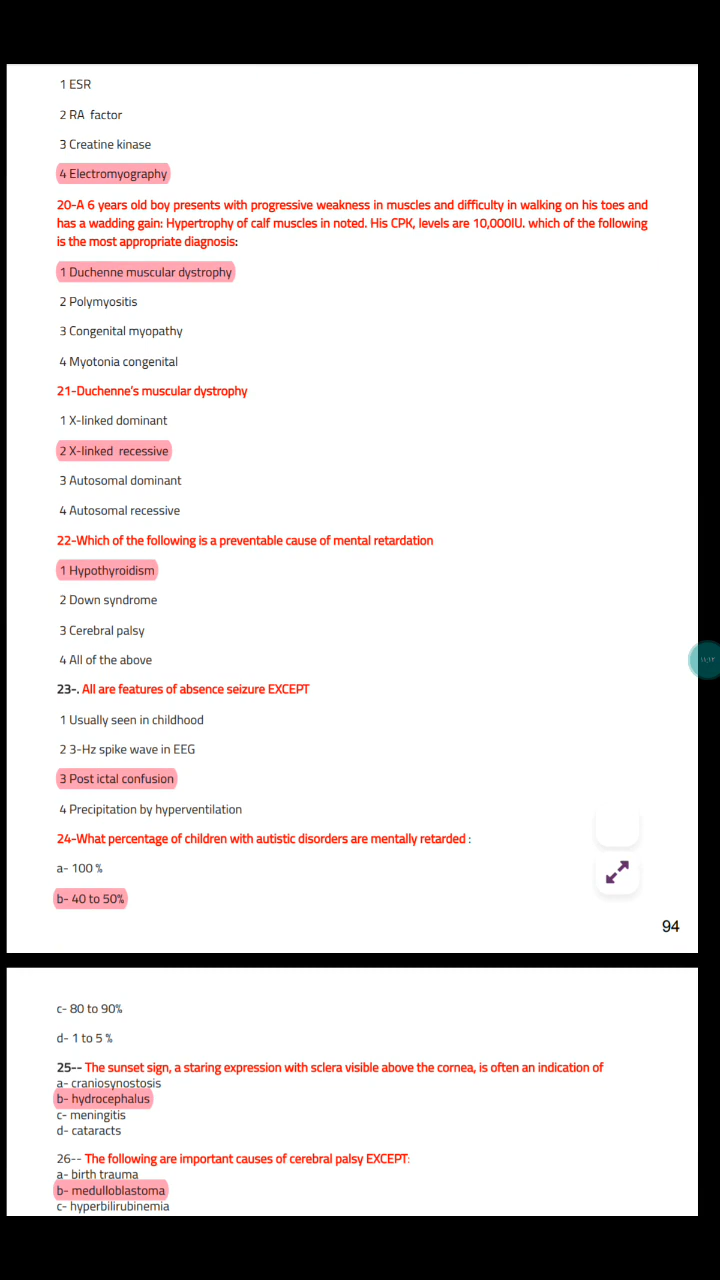 1 ESR
2 RA factor
3 Creatine kinase
4 Electromyography
20-A 6 years old boy presents with progressive weakness in muscles and difficulty in walking on his toes and
has a wadding gain: Hypertrophy of calf muscles in noted. His CPK, levels are 10,000IU. which of the following
is the most appropriate diagnosis:
1 Duchenne muscular dystrophy
2 Polymyositis
3 Congenital myopathy
4 Myotonia congenital
21-Duchenne's muscular dystrophy
1 X-linked dominant
2 X-linked recessive
3 Autosomal dominant
4 Autosomal recessive
22-Which of the following is a preventable cause of mental retardation
1 Hypothyroidism
2 Down syndrome
3 Cerebral palsy
4 All of the above
23-. All are features of absence seizure EXCEPT
1 Usually seen in childhood
2 3-Hz spike wave in EEG
3 Post ictal confusion
4 Precipitation by hyperventilation
24-What percentage of children with autistic disorders are mentally retarded :
a- 100 %
b- 40 to 50%
94
c- 80 to 90%
d- 1 to 5 %
25-- The sunset sign, a staring expression with sclera visible above the cornea, is often an indication of
a- craniosynostosis
b- hydrocephalus
c- meningitis
d- cataracts
26-- The following are important causes of cerebral palsy EXCEPT:
a- birth trauma
b- medulloblastoma
c- hyperbilirubinemia